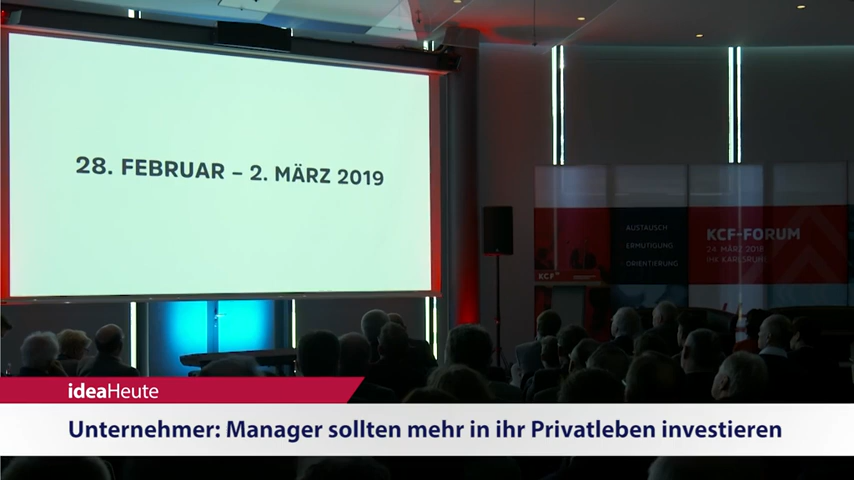 28. FEBRUAR – 2. MÄRZ 2019
AUSTAUSCH
ERMUTIGUNG
ORIENTIERUNG
KCF-FORUM
24. MÄRZ 2018
IHK KARLSRUHE
KCF
ideaHeute
Unternehmer: Manager sollten mehr in ihr Privatleben investieren